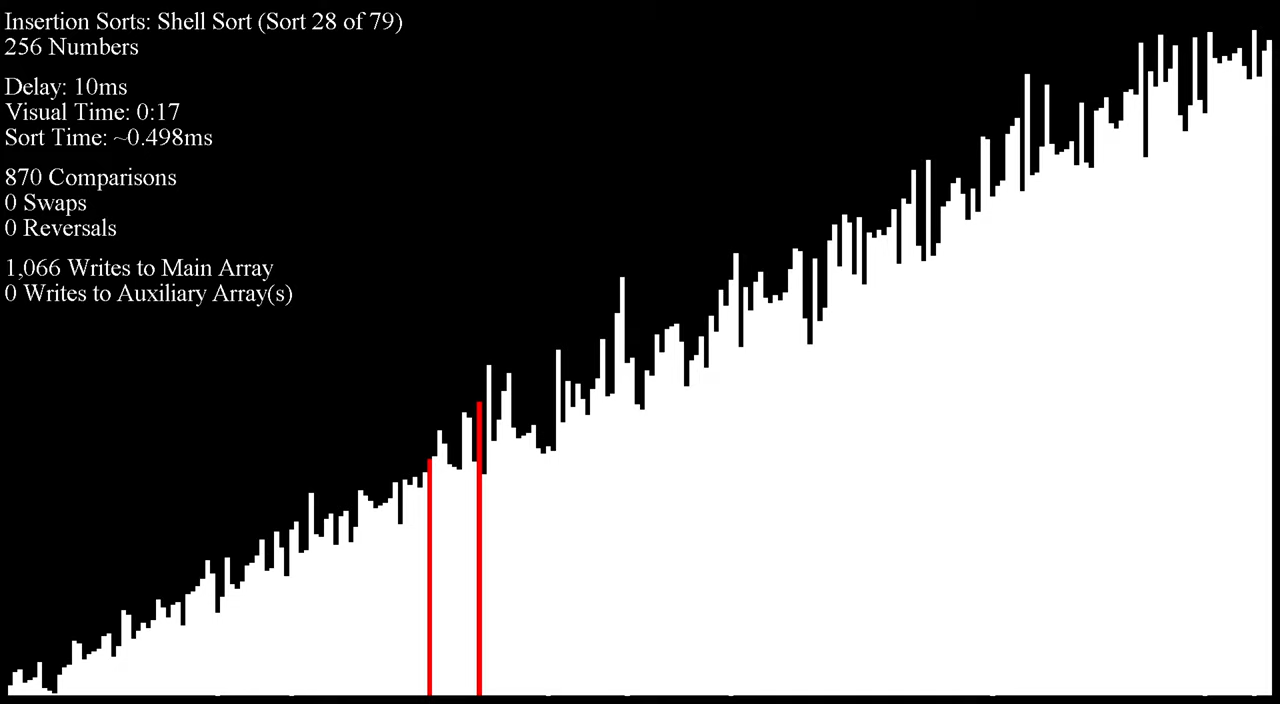 Insertion Sorts: Shell Sort (Sort 28 of 79)
256 Numbers
Delay: 10ms
Visual Time: 0:17
Sort Time: ~0.498ms
870 Comparisons
0 Swaps
0 Reversals
1,066 Writes to Main Array
0 Writes to Auxiliary Array(s)